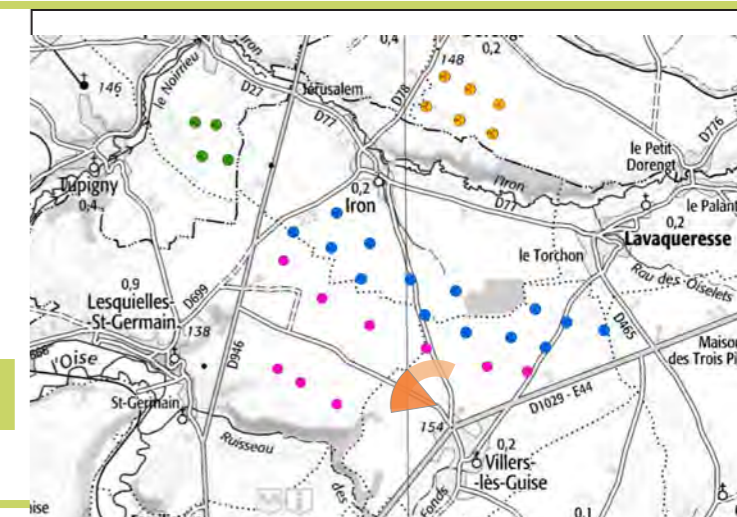 0,4
0,2
148
146
le Noirrieu
Iron
D27
Jérusalem
D77
D78
D776
le Petit
Dorengt
Tupigny
0,4
0,2
Iron
l'Iron
D77
le Palant
0,2
Lavaqueresse
le Torchon
Rau des Oiselets
0,9
Lesquielles-
-St-Germain
138
D699
D946
D465
Maison
des Trois Pi
l'Oise
St-Germain
Ruisseau
des
D1029 - E44
154
0,2
Villers-
-lès-Guise
Fonds
0,1